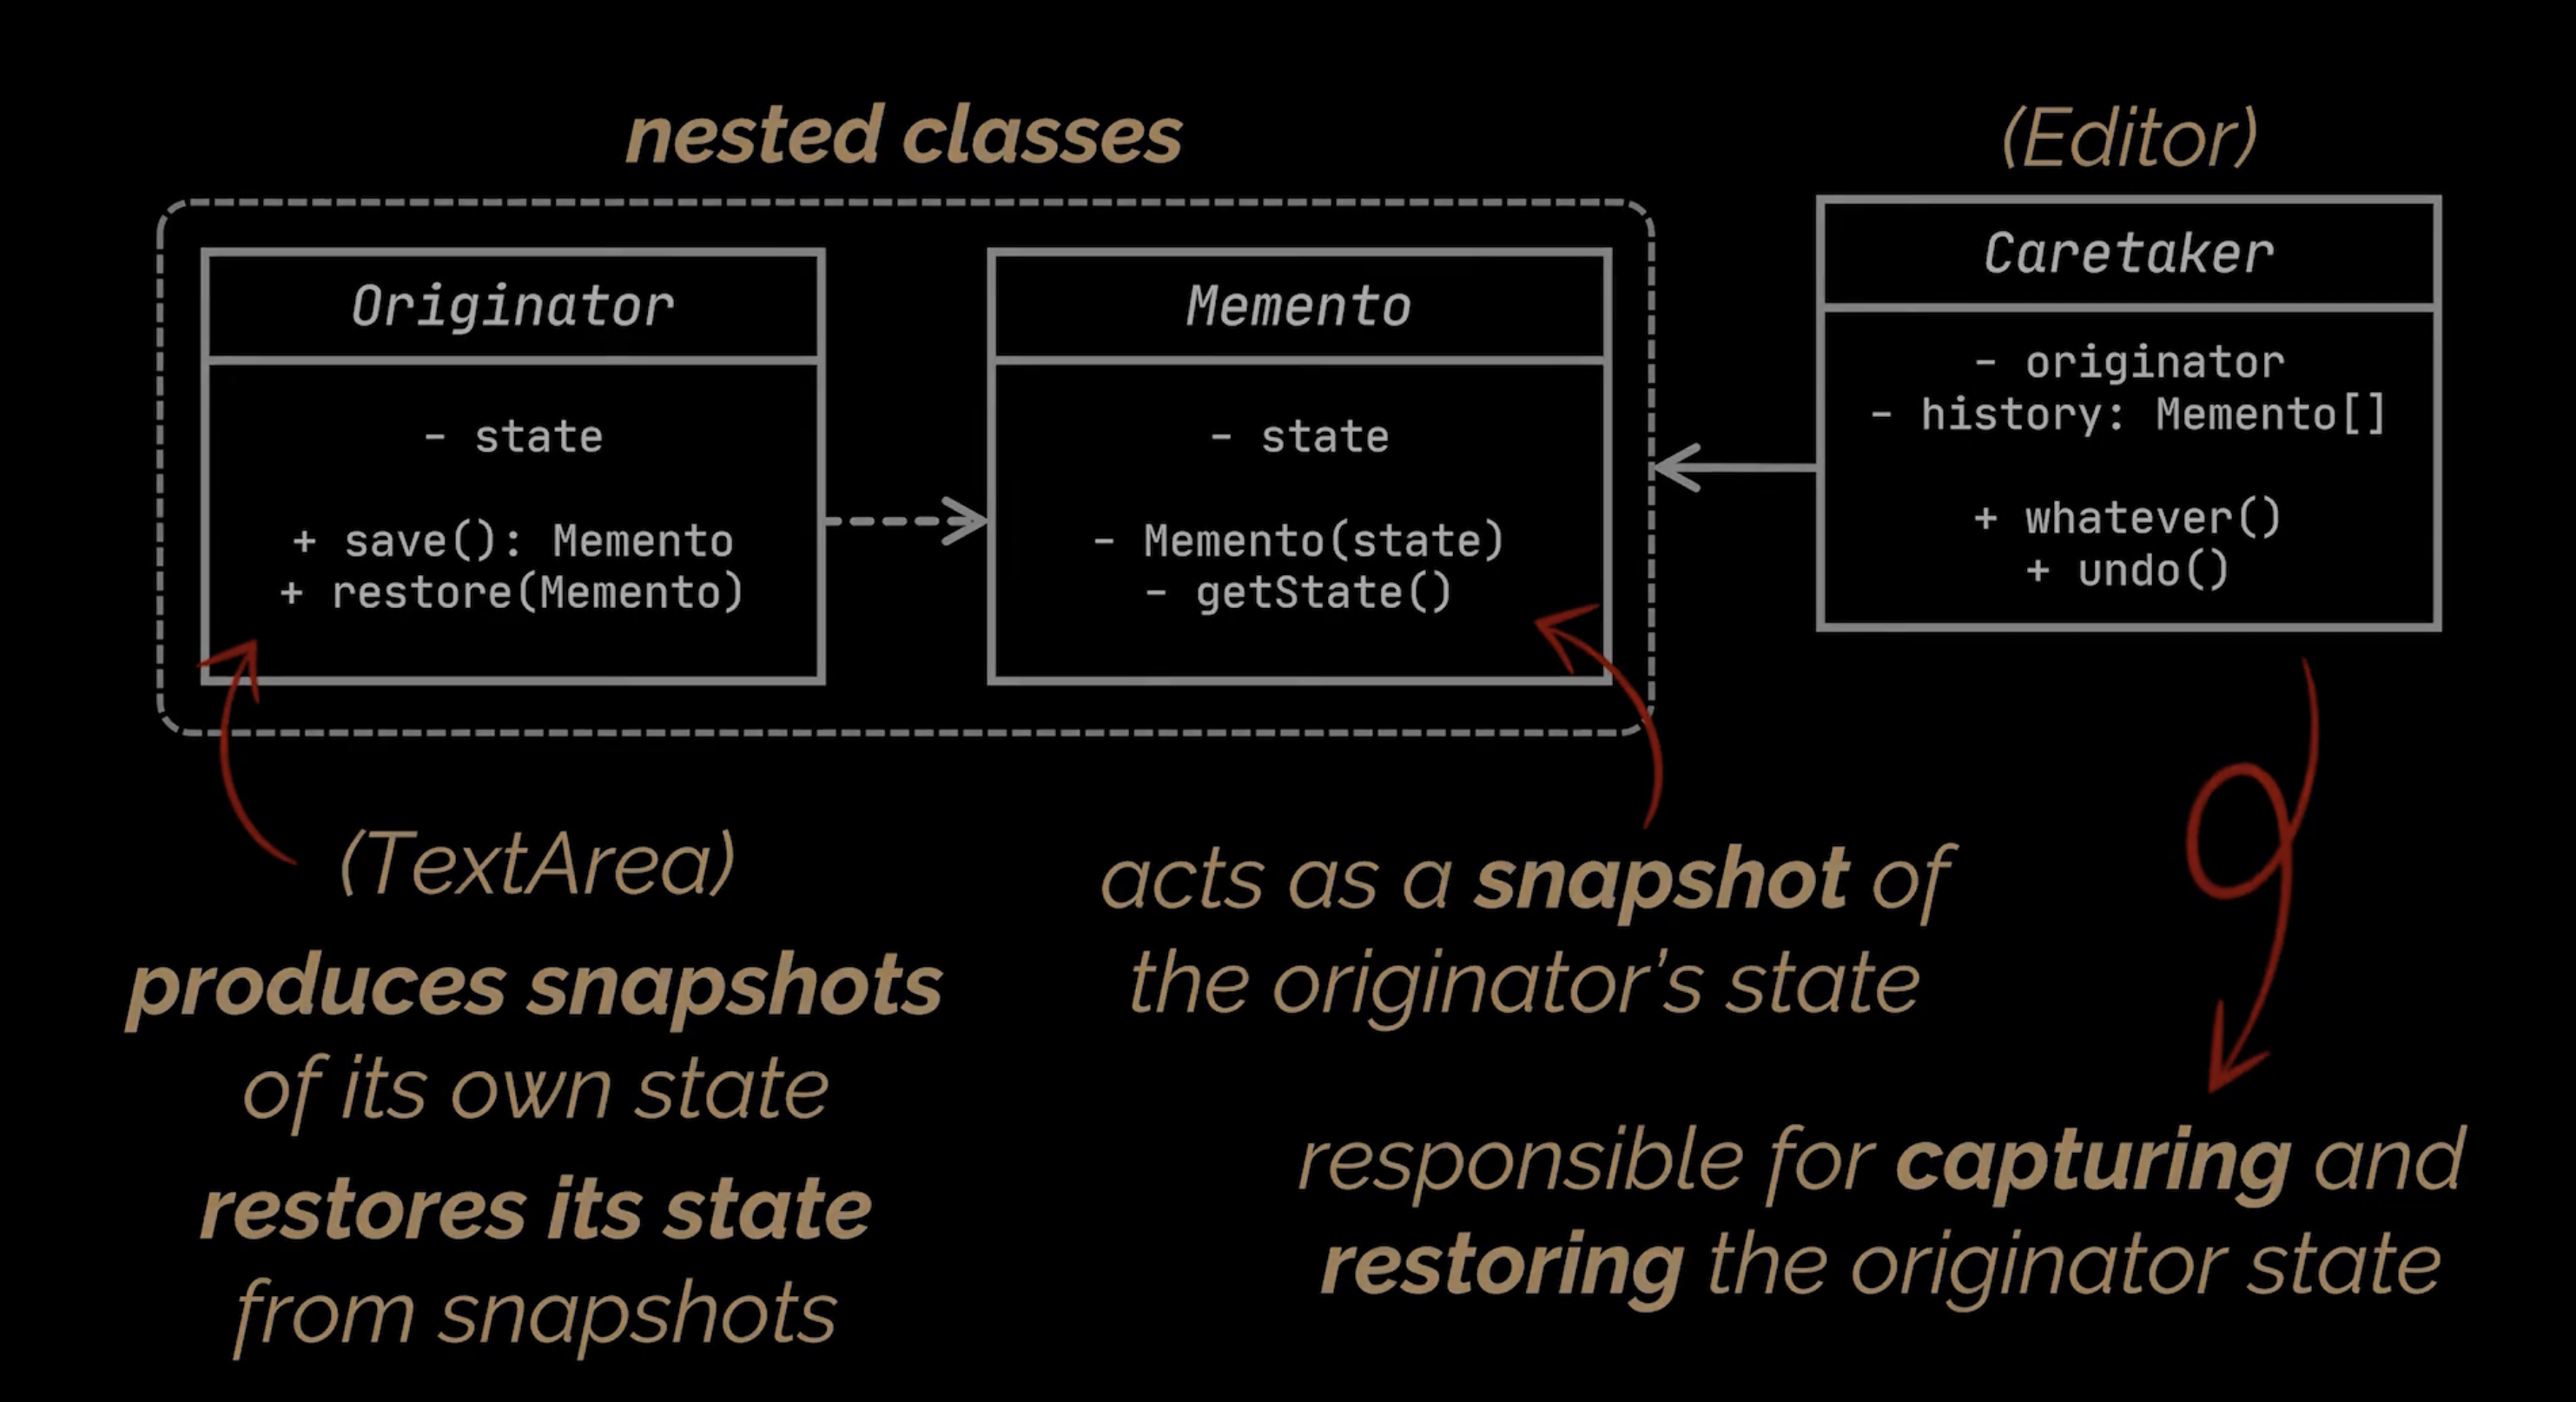 nested classes
(Editor)
Originator
- state
+ save(): Memento
+ restore(Memento)
Memento
- state
- Memento(state)
- getState()
Caretaker
- originator
- history: Memento[]
+ whatever()
+ undo()
(TextArea)
produces snapshots
of its own state
restores its state
from snapshots
acts as a snapshot of
the originator’s state
responsible for capturing and
restoring the originator state